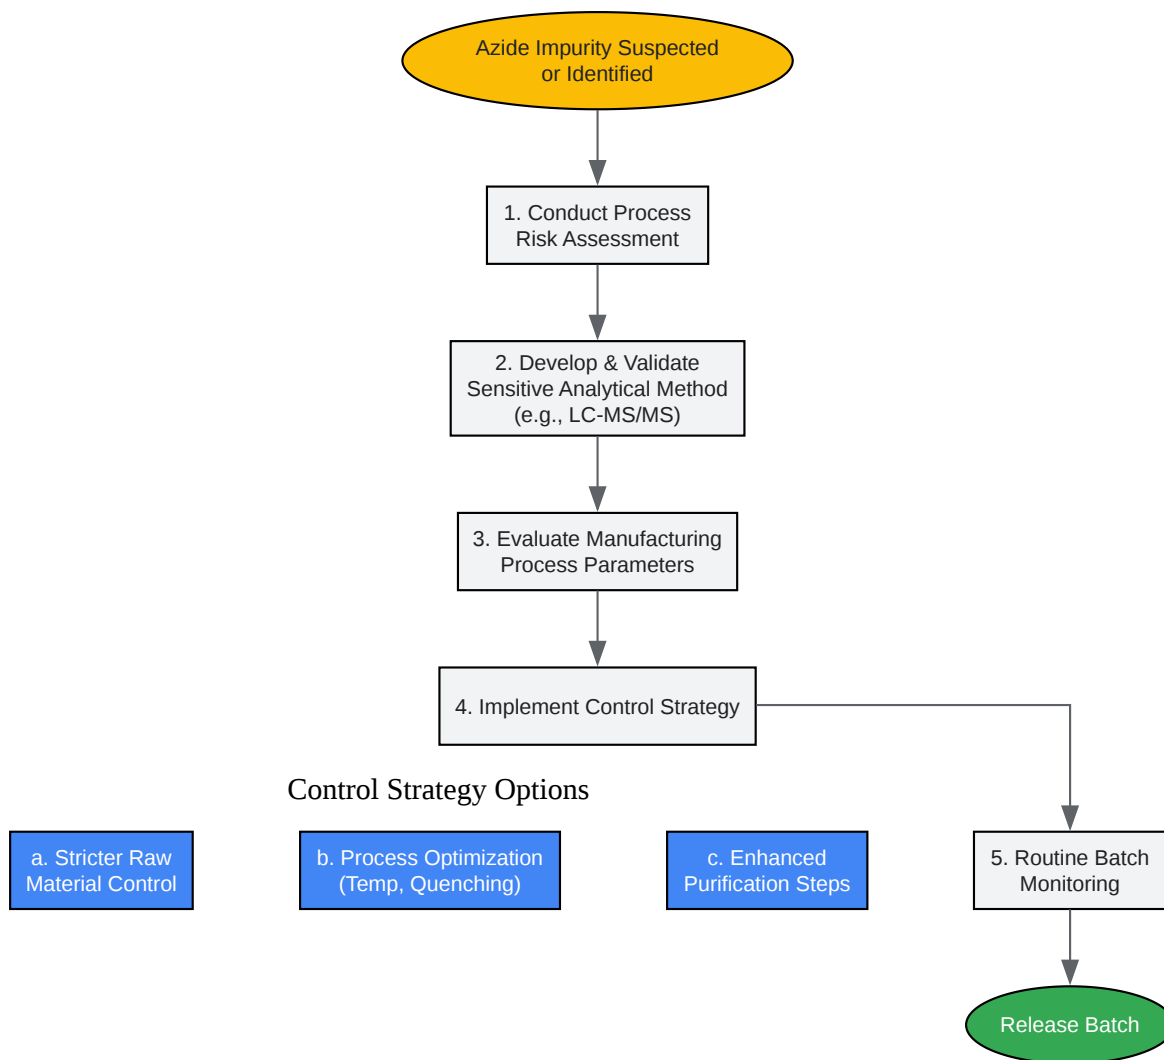 Azide Impurity Suspected
or Identified
1. Conduct Process
Risk Assessment
2. Develop & Validate
Sensitive Analytical Method
(e.g., LC-MS/MS)
3. Evaluate Manufacturing
Process Parameters
4. Implement Control Strategy
Control Strategy Options
a. Stricter Raw
Material Control
b. Process Optimization
(Temp, Quenching)
c. Enhanced
Purification Steps
5. Routine Batch
Monitoring
Release Batch